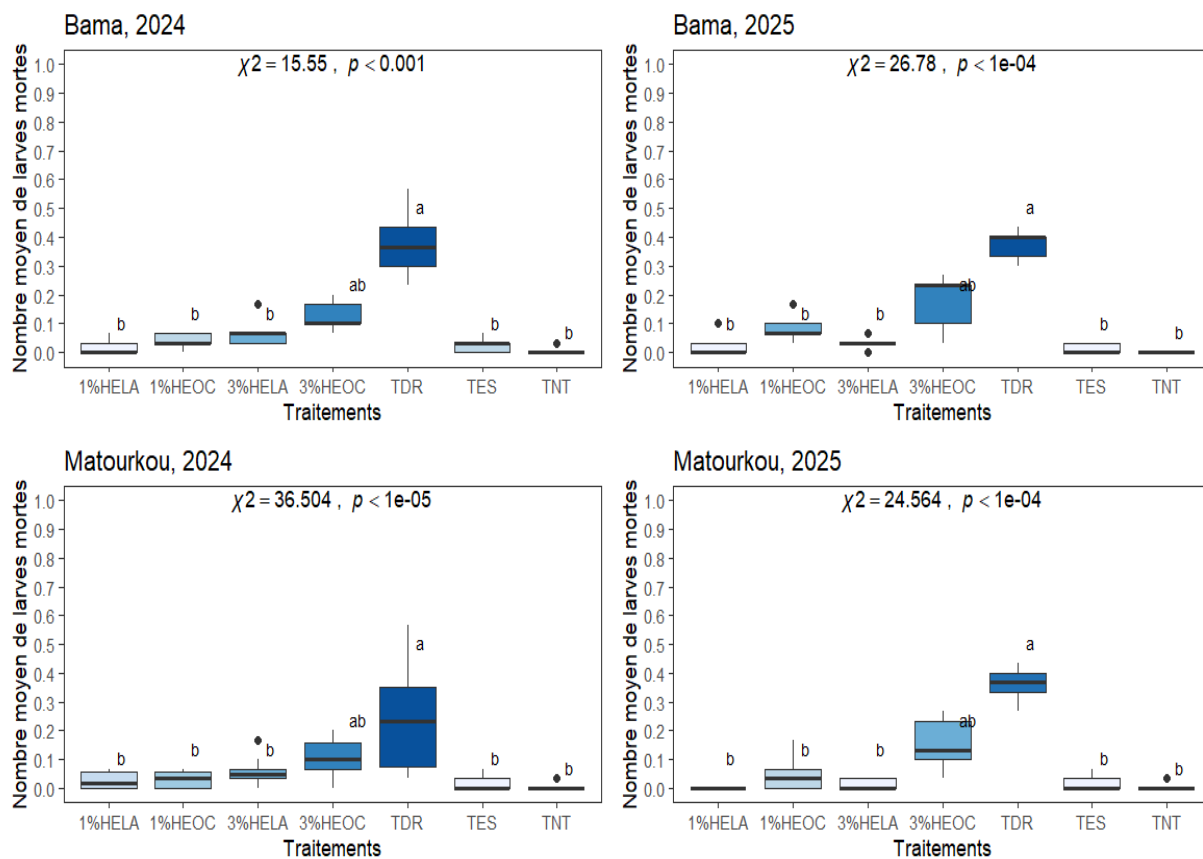 Bama, 2024
χ2 = 15.55 , p < 0.001
Nombre moyen de larves mortes
1.0
0.9
0.8
0.7
0.6
0.5
0.4
0.3
0.2
0.1
0.0
b b b ab a b b
1%HELA 1%HEOC 3%HELA 3%HEOC TDR TES TNT
Traitements
Bama, 2025
χ2 = 26.78 , p < 1e-04
Nombre moyen de larves mortes
1.0
0.9
0.8
0.7
0.6
0.5
0.4
0.3
0.2
0.1
0.0
b b b ab a b b
1%HELA 1%HEOC 3%HELA 3%HEOC TDR TES TNT
Traitements
Matourkou, 2024
χ2 = 36.504 , p < 1e-05
Nombre moyen de larves mortes
1.0
0.9
0.8
0.7
0.6
0.5
0.4
0.3
0.2
0.1
0.0
b b b ab a b b
1%HELA 1%HEOC 3%HELA 3%HEOC TDR TES TNT
Traitements
Matourkou, 2025
χ2 = 24.564 , p < 1e-04
Nombre moyen de larves mortes
1.0
0.9
0.8
0.7
0.6
0.5
0.4
0.3
0.2
0.1
0.0
b b b ab a b b
1%HELA 1%HEOC 3%HELA 3%HEOC TDR TES TNT
Traitements